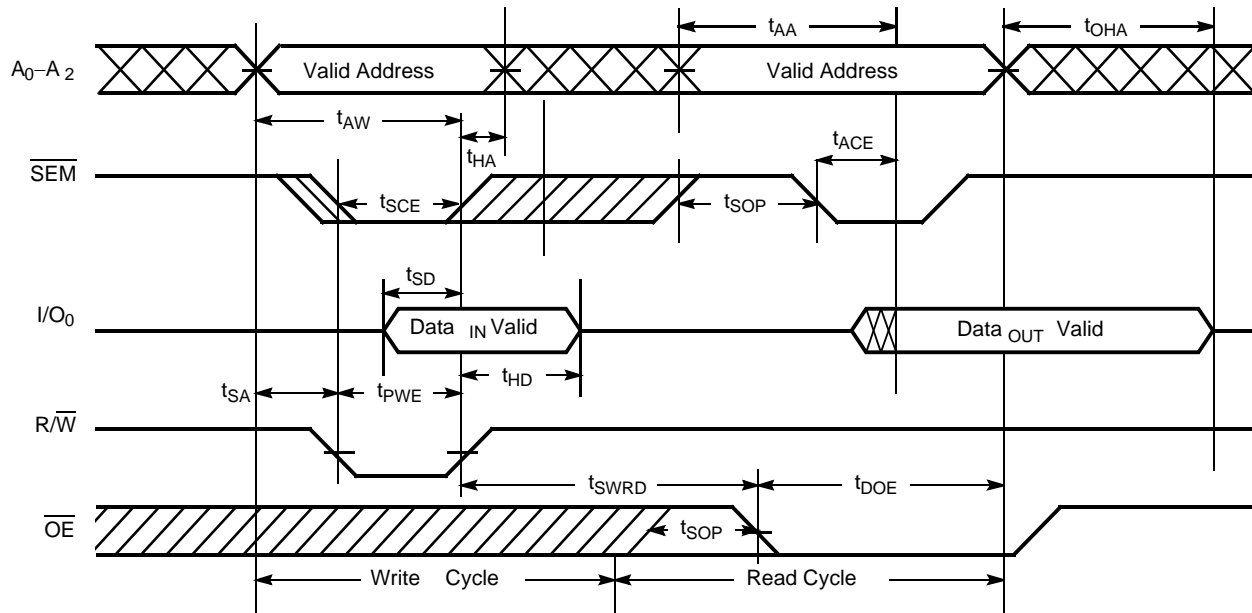 tAA
tOHA
A0–A 2
Valid Address
Valid Address
tAW
tHA
tACE
SEM
tSCE
tSOP
tSD
I/O0
Data IN Valid
Data OUT Valid
tSA
tPWE
tHD
R/W
tSWRD
tDOE
OE
tSOP
Write Cycle
Read Cycle